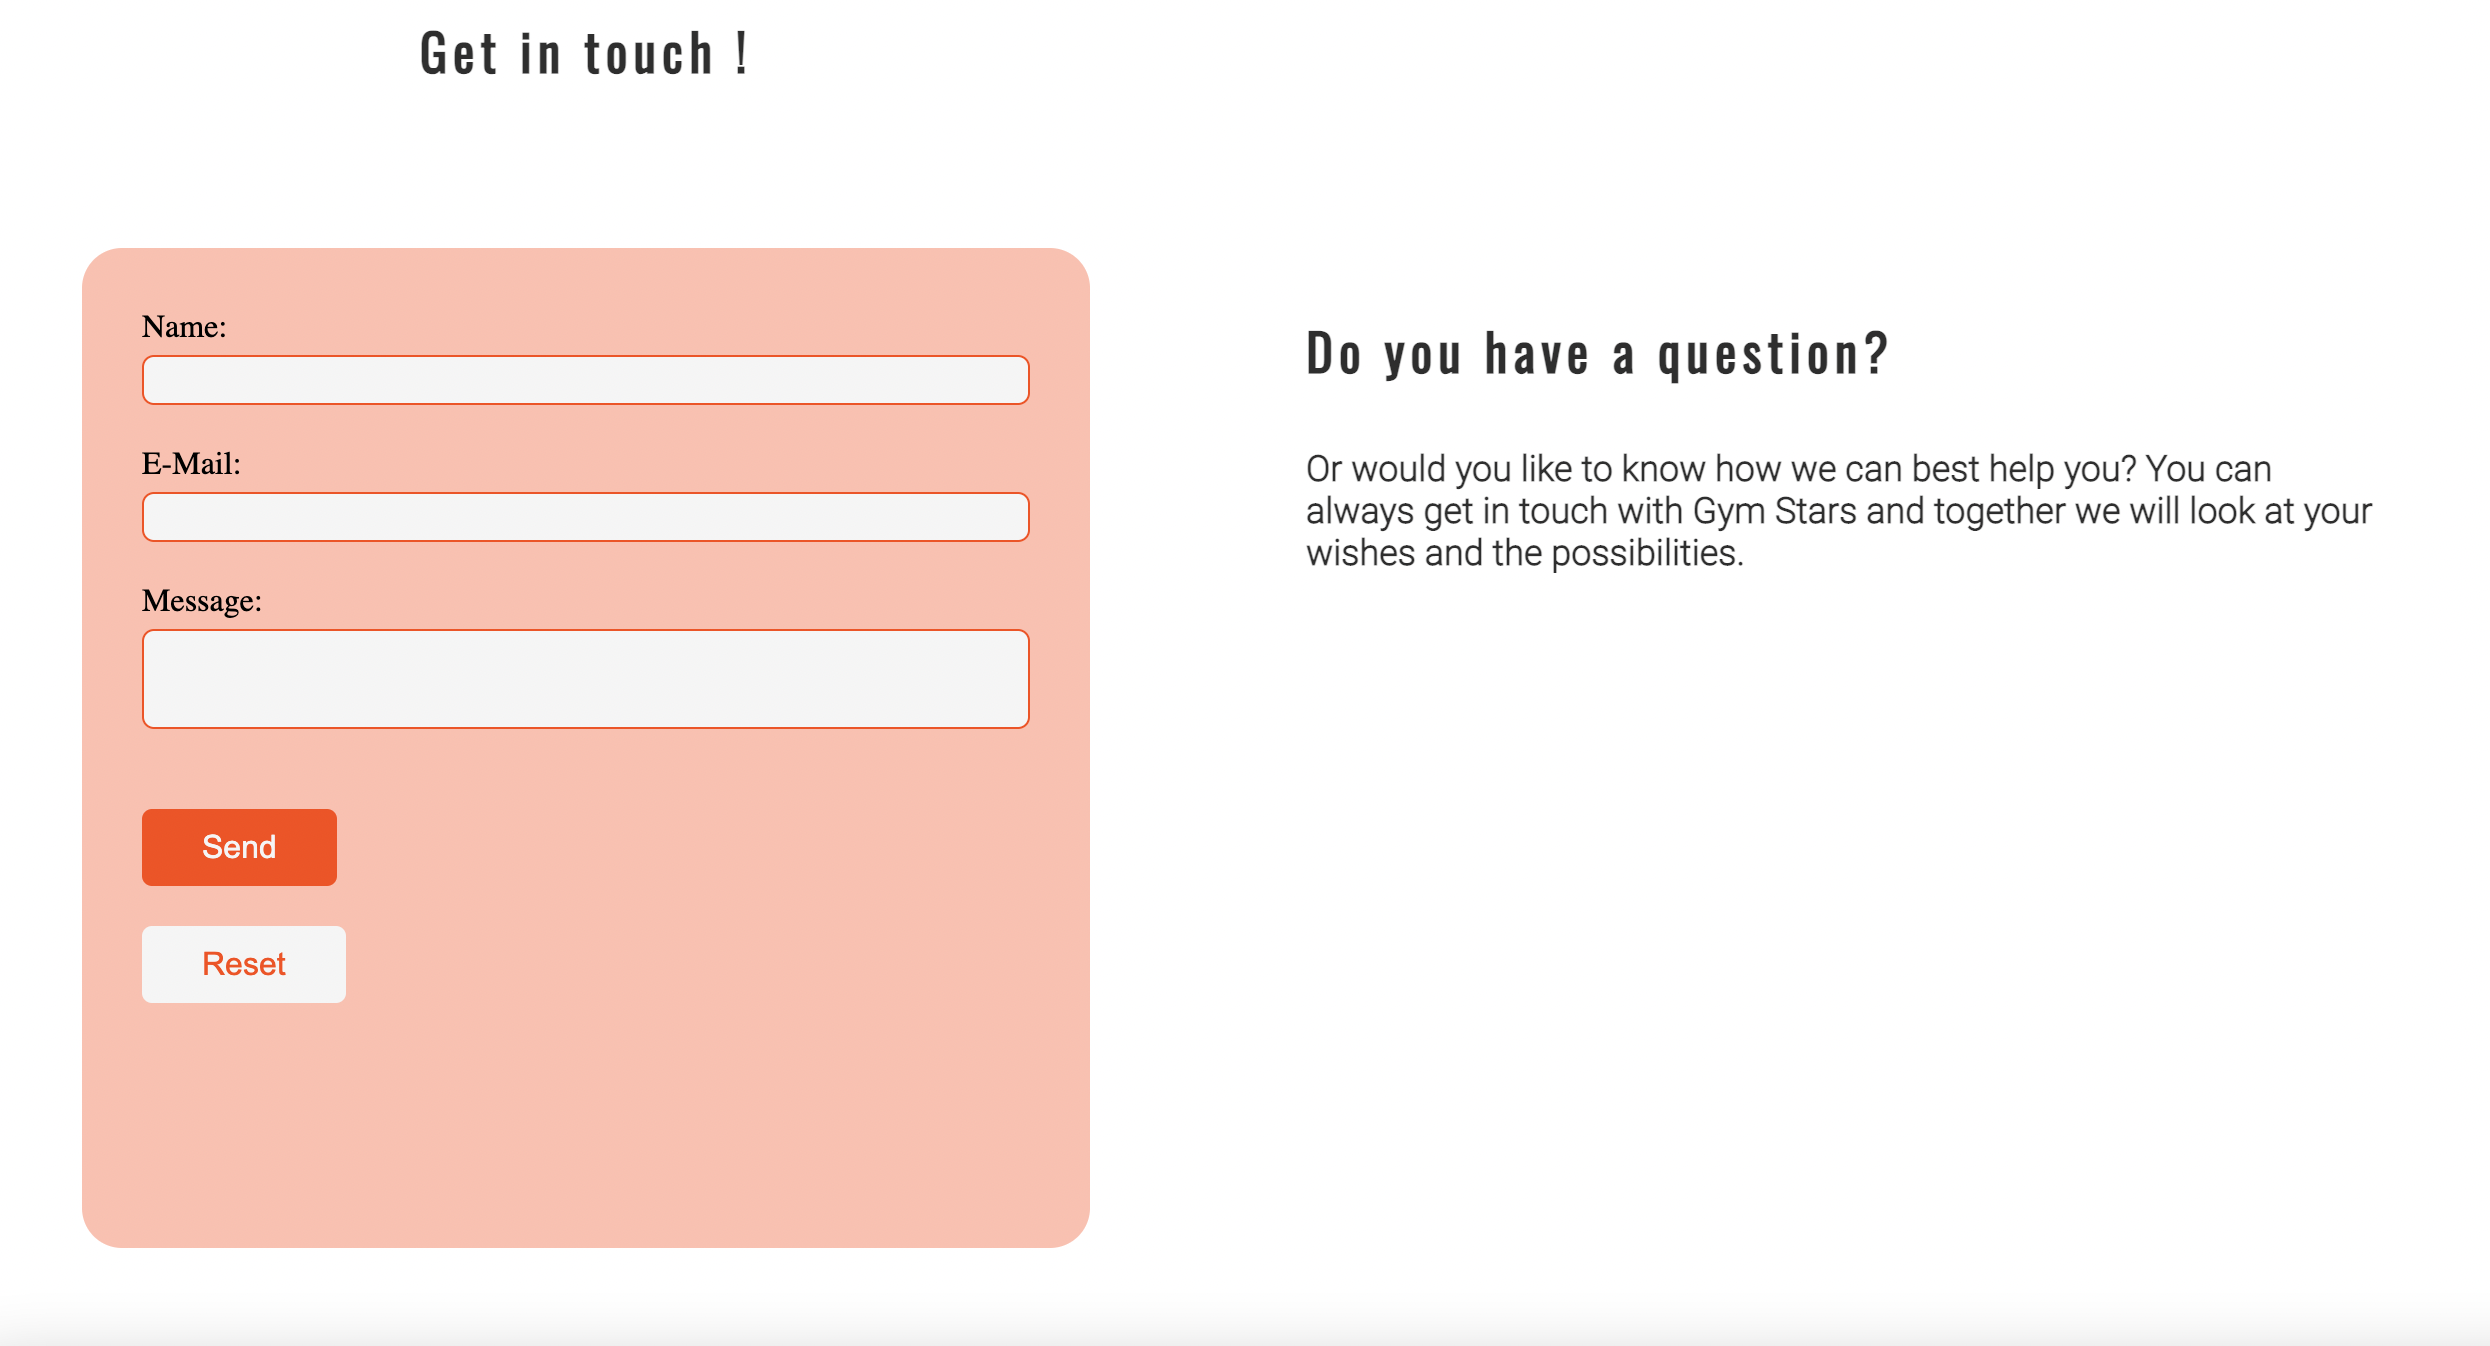 Get in touch !
Name:
E-Mail:
Message:
Send
Reset
Do you have a question?
Or would you like to know how we can best help you? You can
always get in touch with Gym Stars and together we will look at your
wishes and the possibilities.